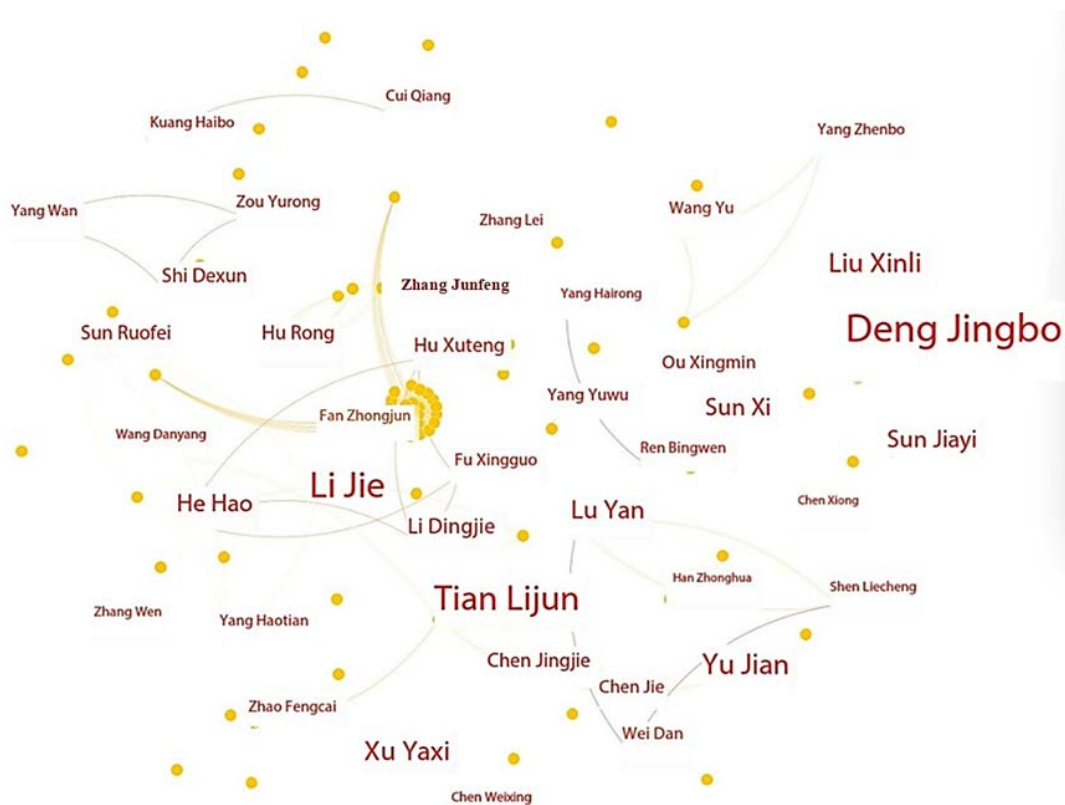 Cui Qiang
Kuang Haibo
Yang Zhenbo
Yang Wan
Zou Yurong
Wang Yu
Zhang Lei
Liu Xinli
Shi Dexun
Zhang Junfeng
Yang Hairong
Deng Jingbo
Sun Ruofei
Hu Rong
Hu Xuteng
Ou Xingmin
Yang Yuwu
Sun Xi
Fan Zhongjun
Wang Danyang
Sun Jiayi
Ren Bingwen
Fu Xingguo
Li Jie
Chen Xiong
He Hao
Lu Yan
Li Dingjie
Han Zhonghua
Shen Liecheng
Tian Lijun
Zhang Wen
Yang Haotian
Chen Jingjie
Yu Jian
Chen Jie
Zhao Fengcai
Wei Dan
Xu Yaxi
Chen Weixing